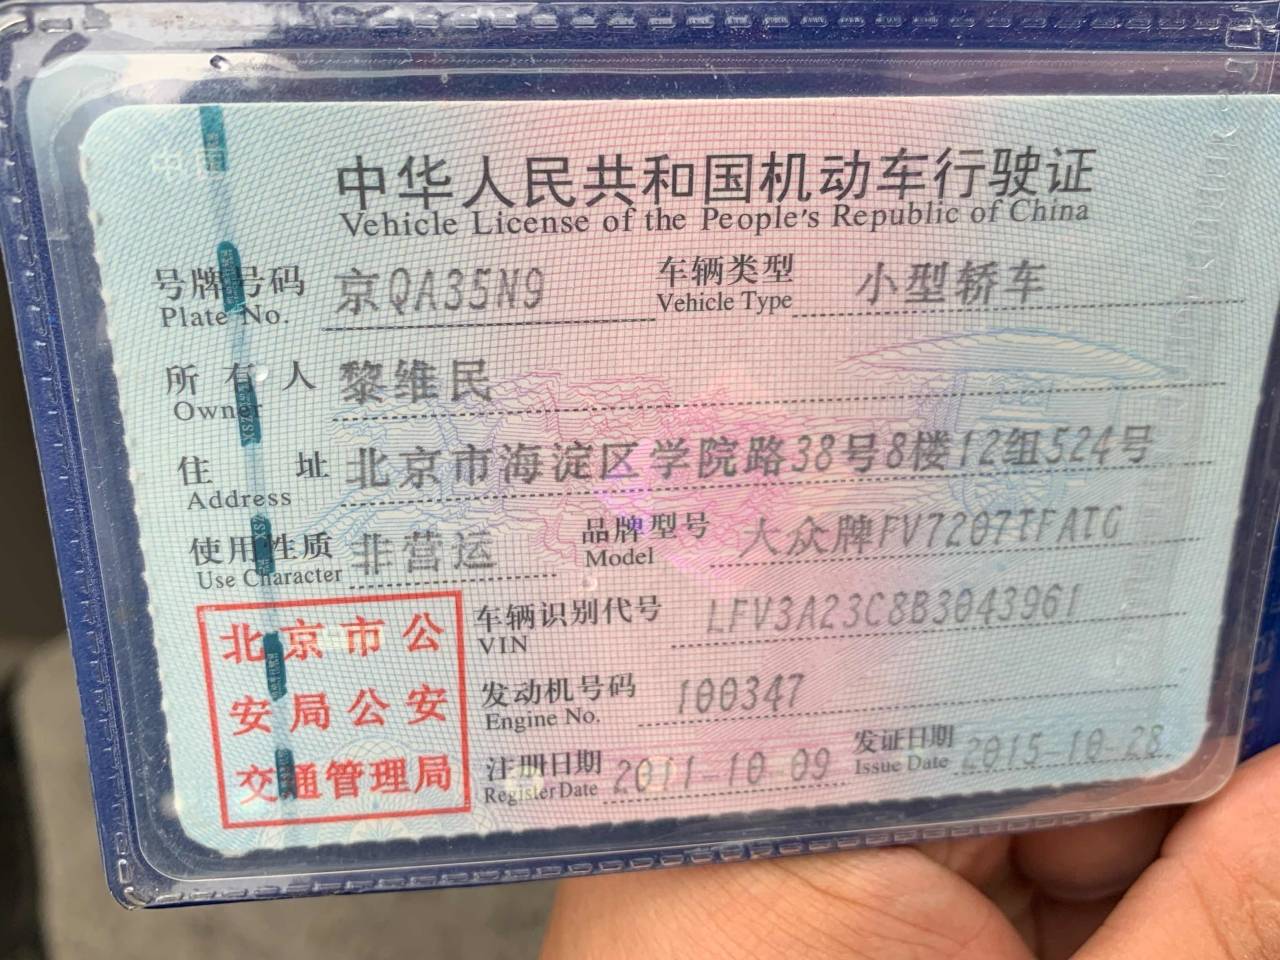 中华人民共和国机动车行驶证
Vehicle License of the People's Republic of China
号牌号码 京QA35N9 车辆类型 小型轿车
Plate No. Vehicle Type
所有人 黎维民
Owner
住址 北京市海淀区学院路38号8楼12组524号
Address
使用性质 非营运 品牌型号 大众牌FV7207TFATG
Use Character Model
车辆识别代号 LFV3A23C8B3043961
VIN
发动机号码 100347
Engine No.
注册日期 2011-10-09 发证日期 2015-10-28
Register Date Issue Date
北京市公
安局公安
交通管理局